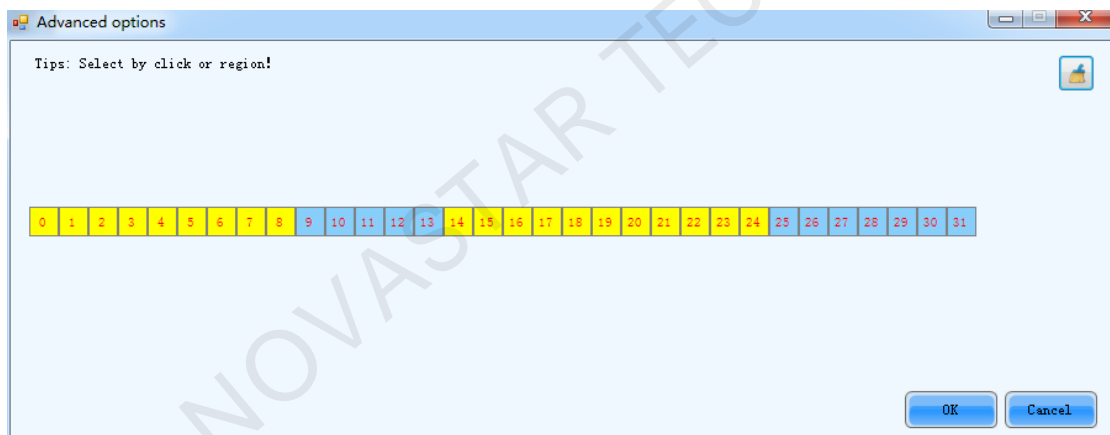 Advanced options
Tips: Select by click or region!
0 1 2 3 4 5 6 7 8 9 10 11 12 13 14 15 16 17 18 19 20 21 22 23 24 25 26 27 28 29 30 31
OK Cancel
NOVASTAR TEC